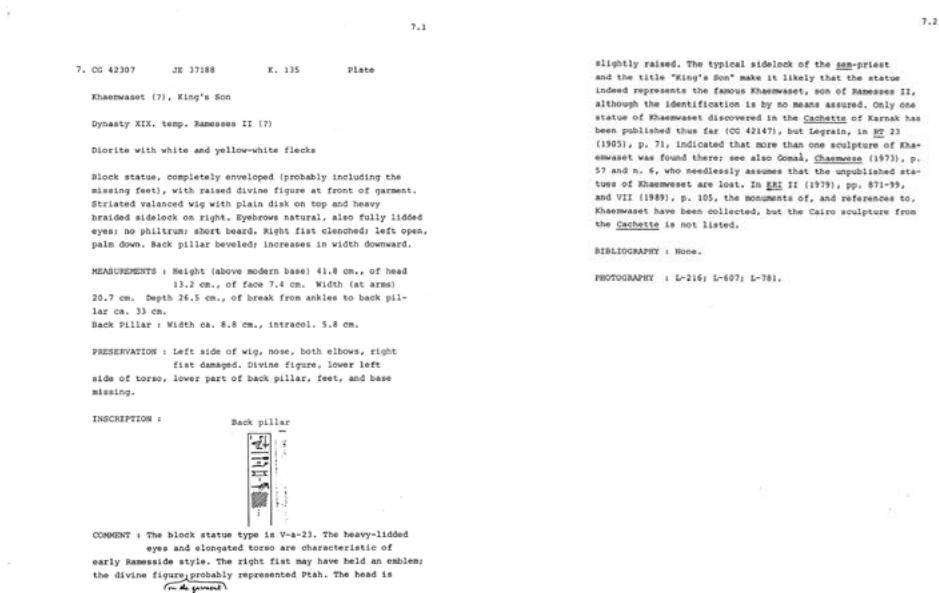 7.1
7. CG 42307 JE 37188 K. 135 Plate
Khaemwaset (?), King's Son
Dynasty XIX. temp. Ramesses II (?)
Diorite with white and yellow-white flecks
Block statue, completely enveloped (probably including the
missing feet), with raised divine figure at front of garment.
Striated valanced wig with plain disk on top and heavy
braided sidelock on right. Eyebrows natural, also fully lidded
eyes; no philtrum; short beard. Right fist clenched; left open,
palm down. Back pillar beveled; increases in width downward.
MEASUREMENTS : Height (above modern base) 41.8 cm., of head
13.2 cm., of face 7.4 cm. Width (at arms)
20.7 cm. Depth 26.5 cm., of break from ankles to back pil-
lar ca. 33 cm.
Back Pillar : Width ca. 8.8 cm., intracol. 5.8 cm.
PRESERVATION : Left side of wig, nose, both elbows, right
fist damaged. Divine figure, lower left
side of torso, lower part of back pillar, feet, and base
missing.
INSCRIPTION :
Back pillar
COMMENT : The block statue type is V-a-23. The heavy-lidded
eyes and elongated torso are characteristic of
early Ramesside style. The right fist may have held an emblem;
the divine figure, probably represented Ptah. The head is
on the garment
7.2
slightly raised. The typical sidelock of the sem-priest
and the title "King's Son" make it likely that the statue
indeed represents the famous Khaemwaset, son of Ramesses II,
although the identification is by no means assured. Only one
statue of Khaemwaset discovered in the Cachette of Karnak has
been published thus far (CG 42147), but Legrain, in RT 23
(1905), p. 71, indicated that more than one sculpture of Kha-
emwaset was found there; see also Gomaà, Chaemwese (1973), p.
57 and n. 6, who needlessly assumes that the unpublished sta-
tues of Khaemweset are lost. In KRI II (1979), pp. 871-99,
and VII (1989), p. 105, the monuments of, and references to,
Khaemwaset have been collected, but the Cairo sculpture from
the Cachette is not listed.
BIBLIOGRAPHY : None.
PHOTOGRAPHY : L-216; L-607; L-781.